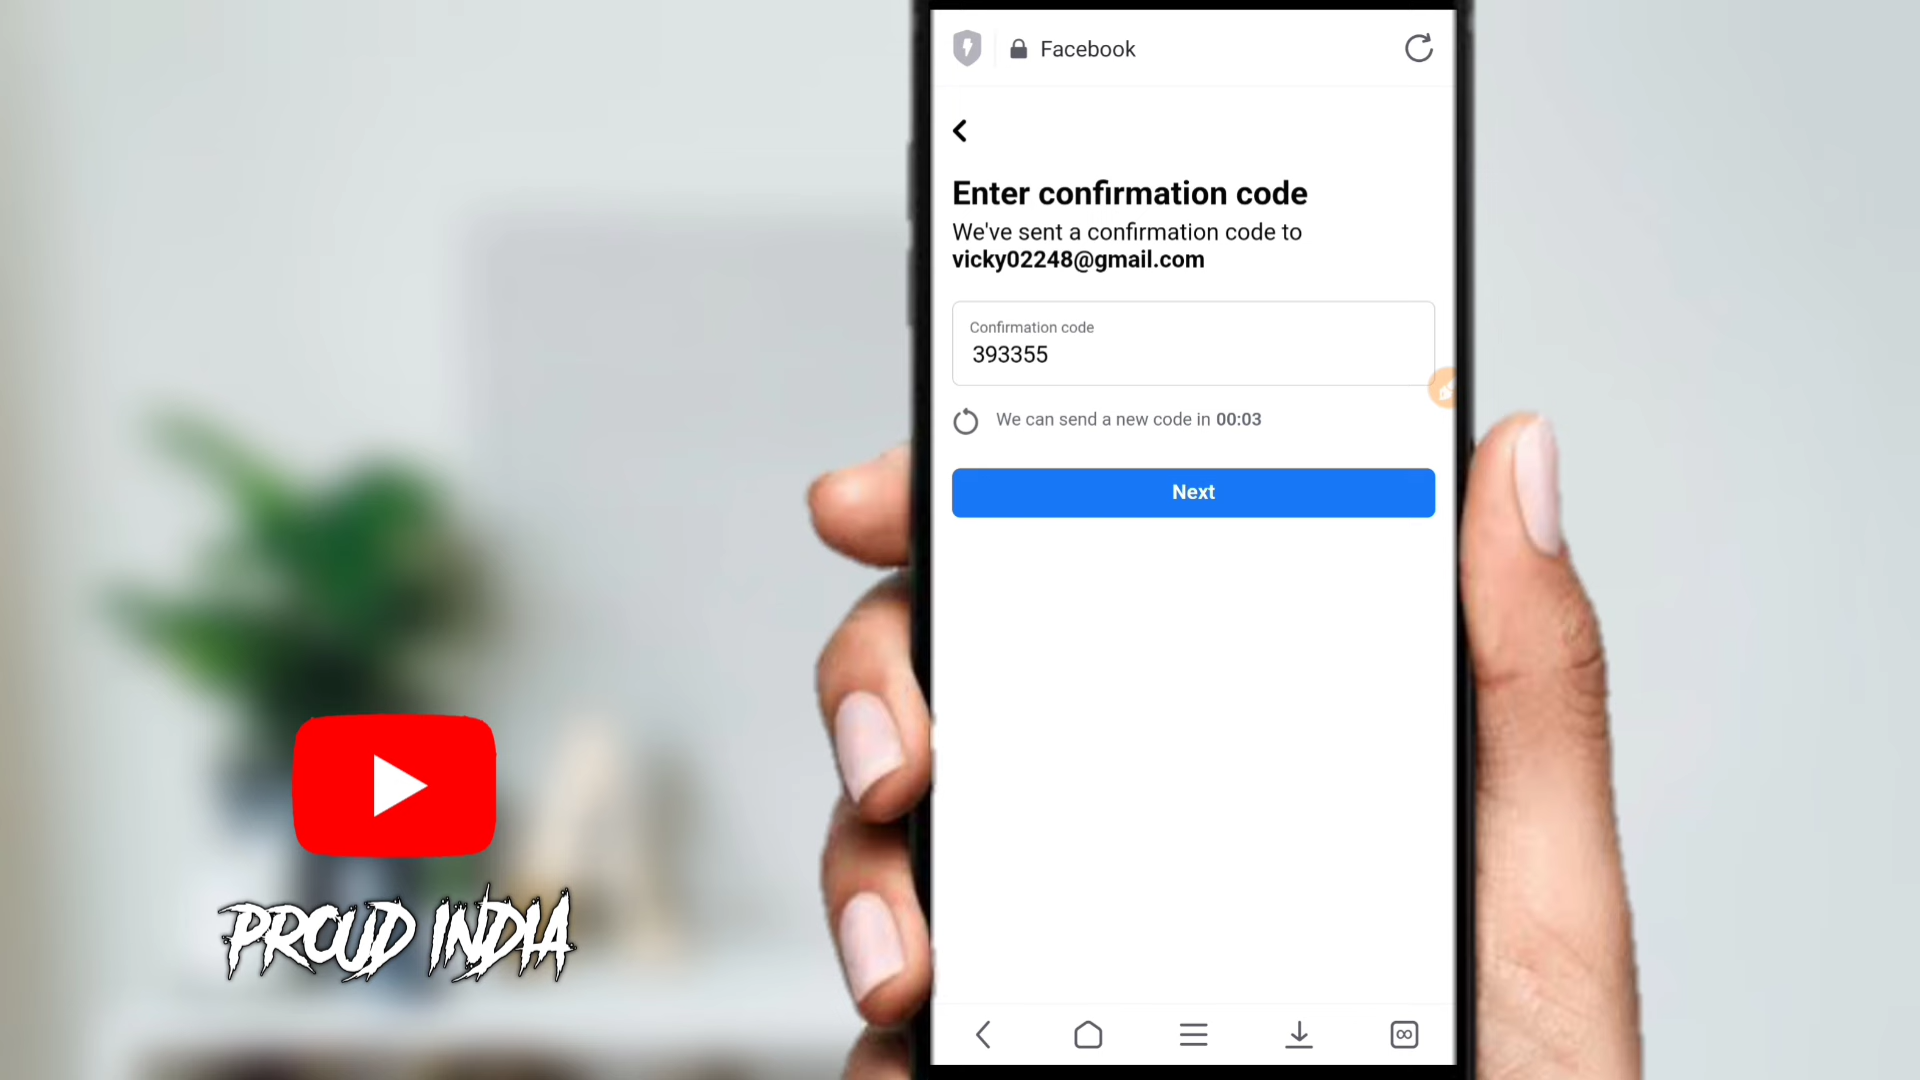 Facebook
Enter confirmation code
We've sent a confirmation code to
vicky02248@gmail.com
Confirmation code
393355
We can send a new code in 00:03
Next
PROUD INDIA